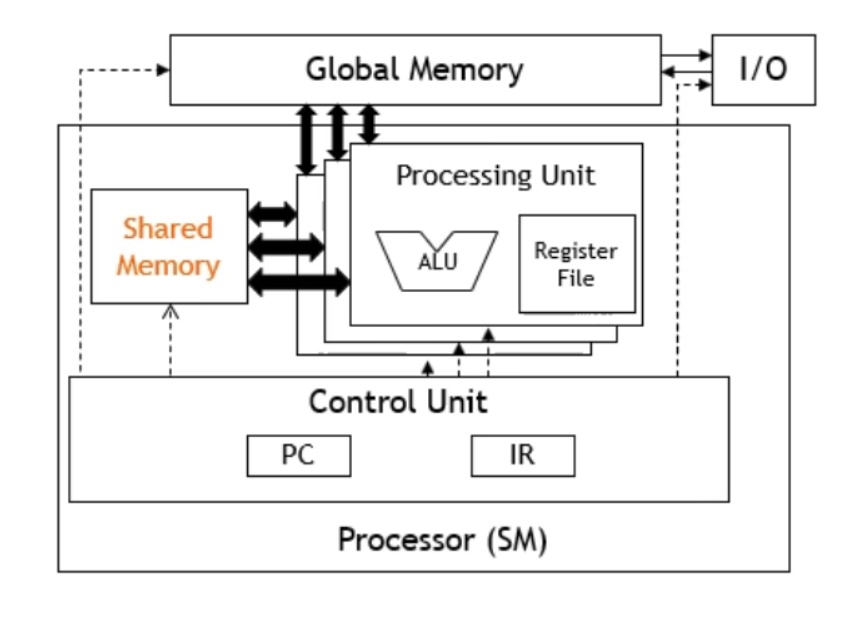 Global Memory
I/O
Processing Unit
Shared
Memory
ALU
Register
File
Control Unit
PC
IR
Processor (SM)